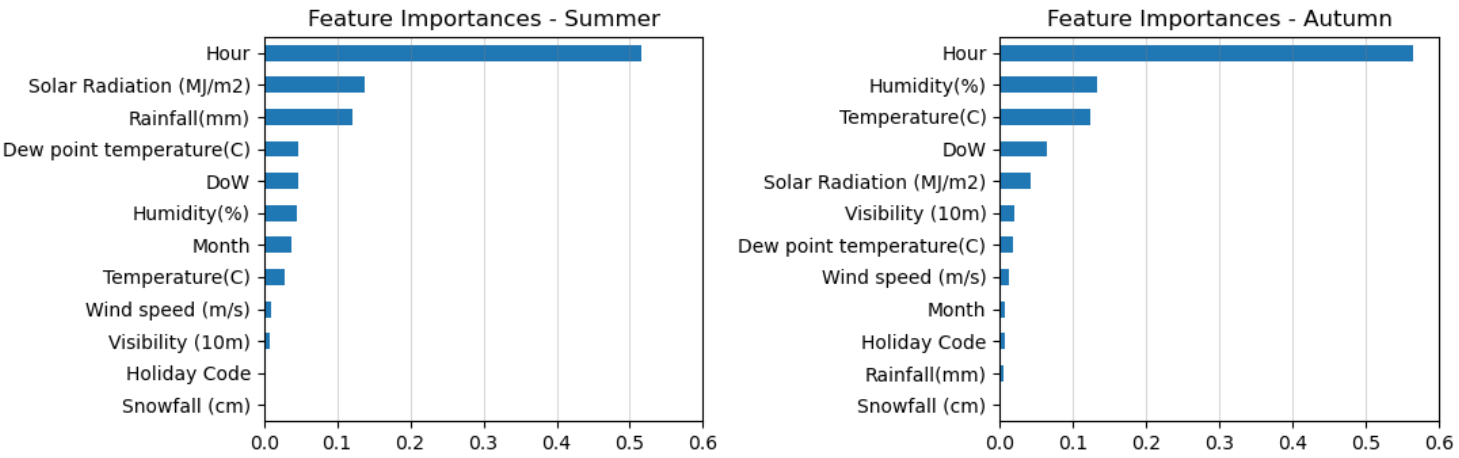 Feature Importances - Summer
Hour
Solar Radiation (MJ/m2)
Rainfall(mm)
Dew point temperature(C)
DoW
Humidity(%)
Month
Temperature(C)
Wind speed (m/s)
Visibility (10m)
Holiday Code
Snowfall (cm)
0.0 0.1 0.2 0.3 0.4 0.5 0.6
Feature Importances - Autumn
Hour
Humidity(%)
Temperature(C)
DoW
Solar Radiation (MJ/m2)
Visibility (10m)
Dew point temperature(C)
Wind speed (m/s)
Month
Holiday Code
Rainfall(mm)
Snowfall (cm)
0.0 0.1 0.2 0.3 0.4 0.5 0.6